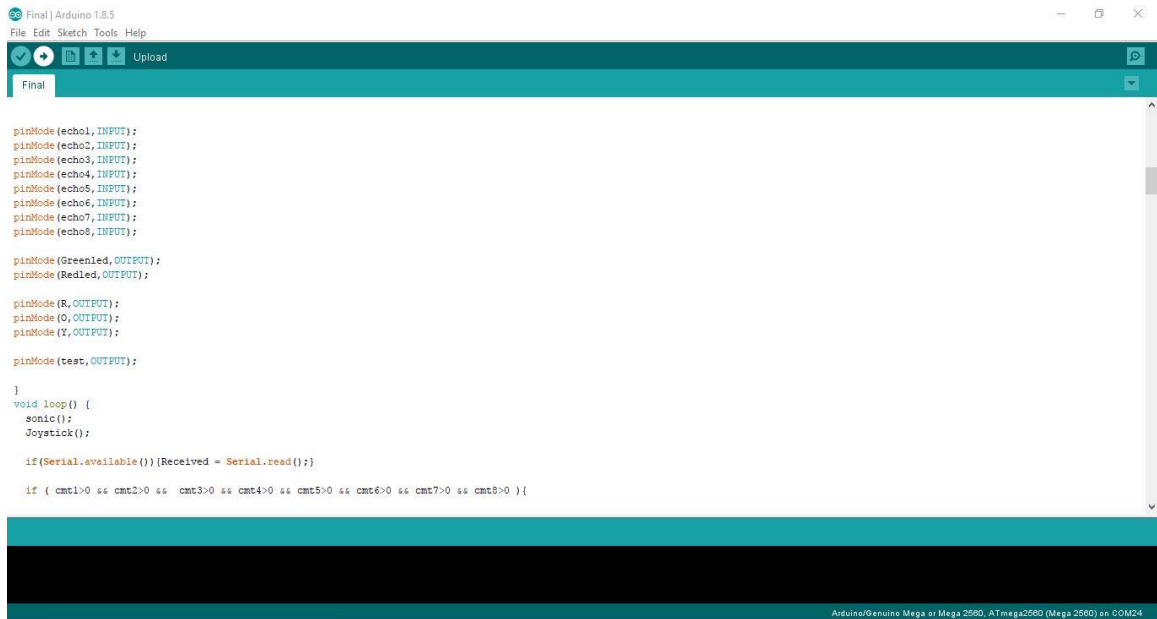 Final | Arduino 1.8.5
File Edit Sketch Tools Help
Upload
Final
pinMode(echo1,INPUT);
pinMode(echo2,INPUT);
pinMode(echo3,INPUT);
pinMode(echo4,INPUT);
pinMode(echo5,INPUT);
pinMode(echo6,INPUT);
pinMode(echo7,INPUT);
pinMode(echo8,INPUT);
pinMode(Greenled,OUTPUT);
pinMode(Redled,OUTPUT);
pinMode(R,OUTPUT);
pinMode(O,OUTPUT);
pinMode(Y,OUTPUT);
pinMode(test,OUTPUT);
}
void loop() {
sonic();
Joystick();
if(Serial.available()){Received = Serial.read();}
if ( cmt1>0 && cmt2>0 &&  cmt3>0 && cmt4>0 && cmt5>0 && cmt6>0 && cmt7>0 && cmt8>0 ){
Arduino/Genuino Mega or Mega 2560, ATmega2560 (Mega 2560) on COM24